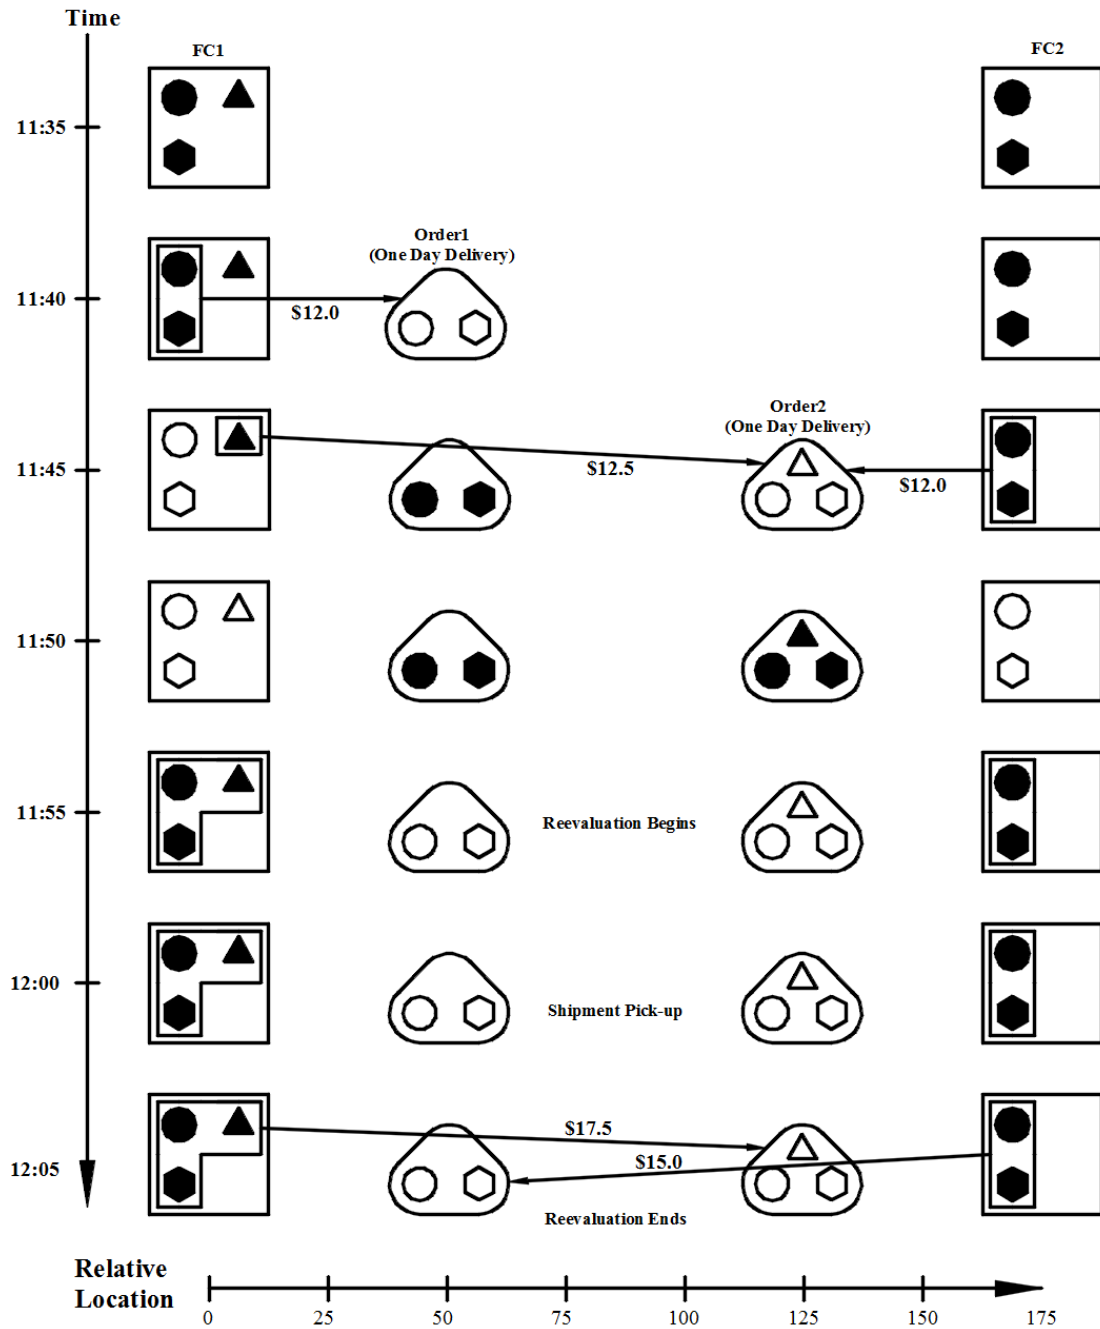 Time
FC1
FC2
11:35
Order1
(One Day Delivery)
11:40
$12.0
Order2
(One Day Delivery)
11:45
$12.5
$12.0
11:50
11:55
Reevaluation Begins
12:00
Shipment Pick-up
$17.5
$15.0
12:05
Reevaluation Ends
Relative
Location
0
25
50
75
100
125
150
175